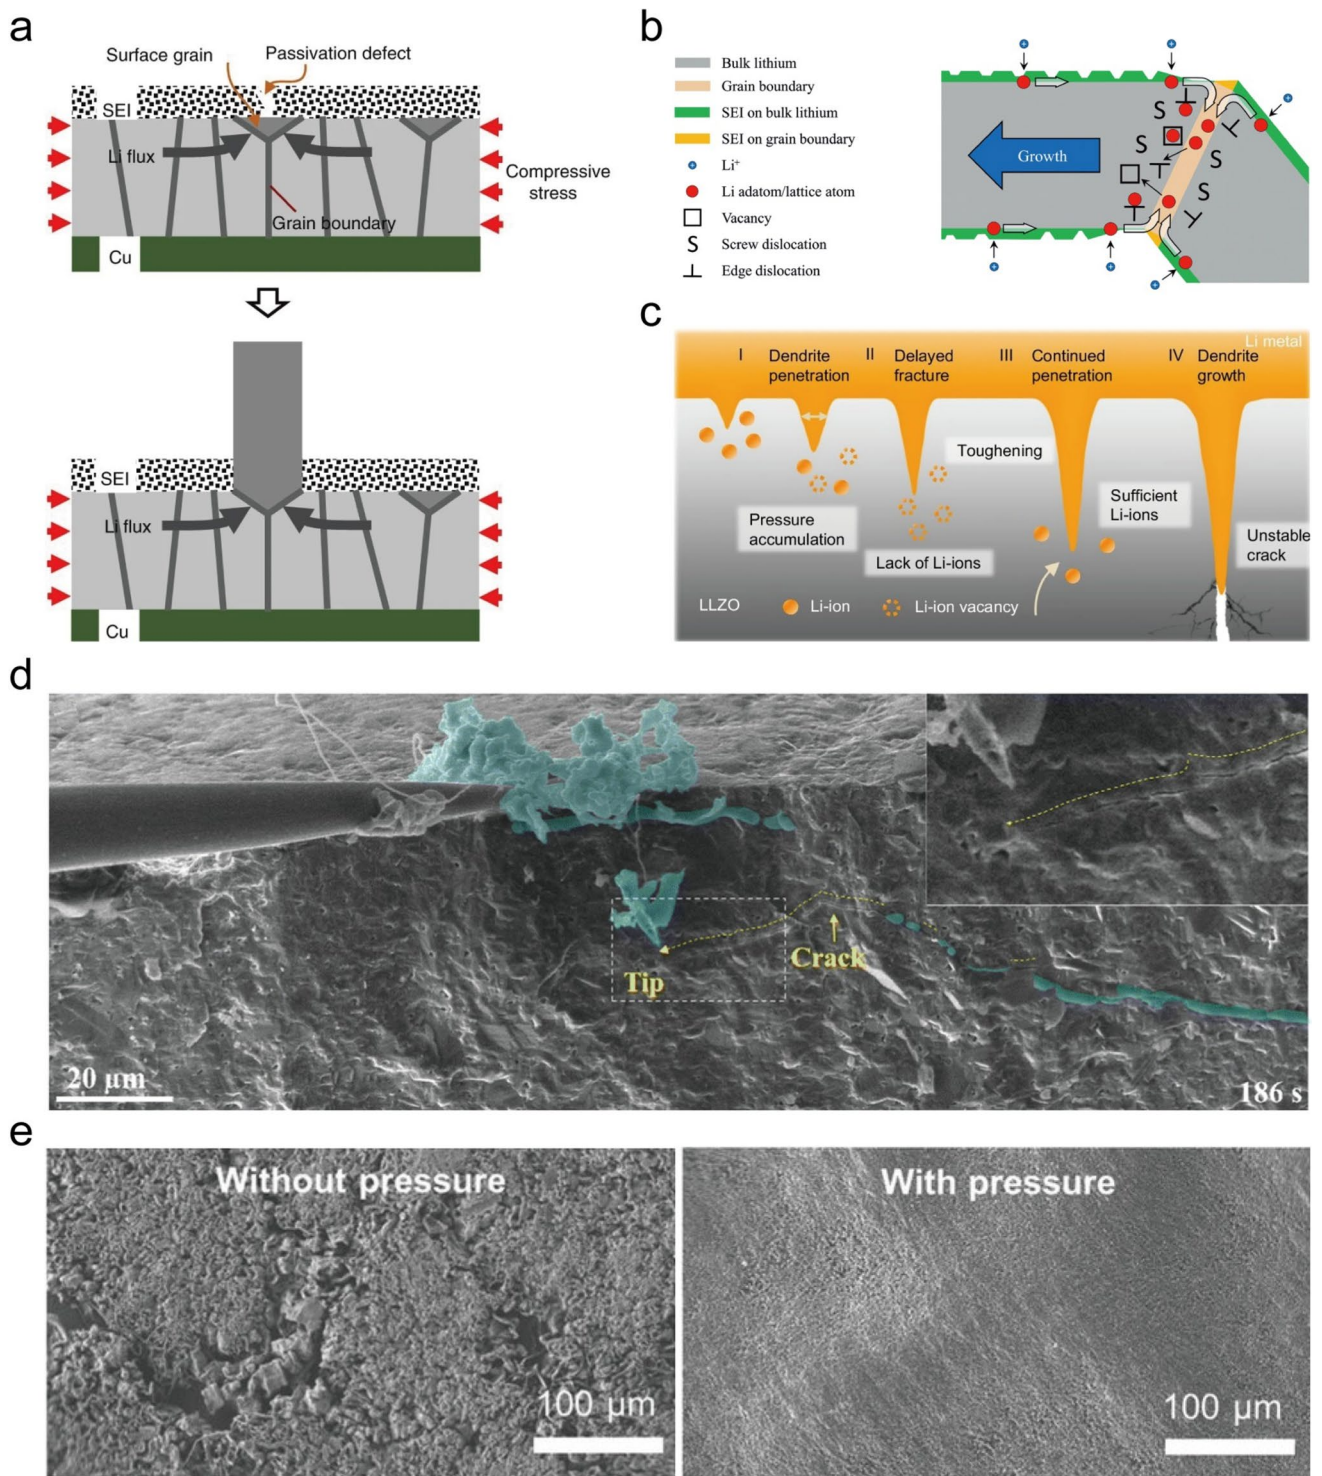 a
Surface grain
Passivation defect
SEI
Li flux
Compressive
stress
Grain boundary
Cu
SEI
Li flux
Cu
b
Bulk lithium
Grain boundary
SEI on bulk lithium
SEI on grain boundary
Li+
Li adatom/lattice atom
Vacancy
S Screw dislocation
Edge dislocation
Growth
S
S
S
S
S
c
Li metal
I Dendrite
penetration
II Delayed
fracture
III Continued
penetration
IV Dendrite
growth
Toughening
Pressure
accumulation
Lack of Li-ions
Sufficient
Li-ions
Unstable
crack
LLZO
Li-ion
Li-ion vacancy
d
Tip
Crack
20 μm
186 s
e
Without pressure
100 μm
With pressure
100 μm